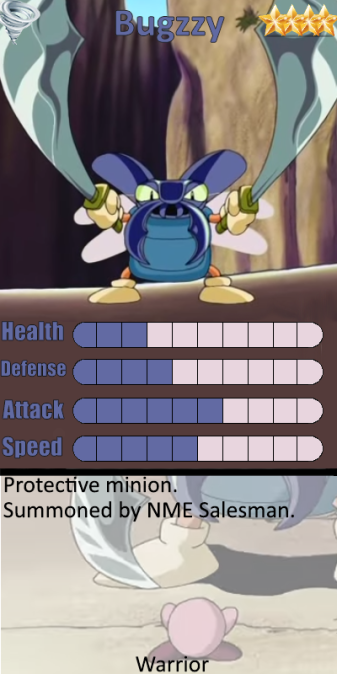 Bugzzy
Health
Defense
Attack
Speed
Protective minion.
Summoned by NME Salesman.
Warrior